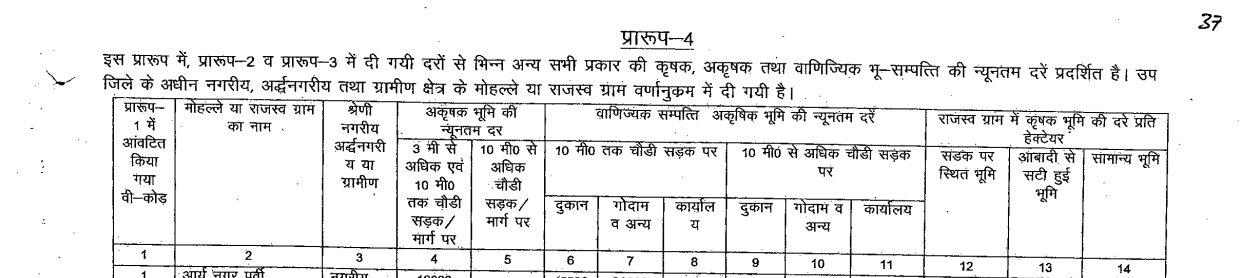 37
प्रारूप–4
इस प्रारूप में, प्रारूप–2 व प्रारूप–3 में दी गयी दरों से भिन्न अन्य सभी प्रकार की कृषक, अकृषक तथा वाणिज्यिक भू–सम्पत्ति की न्यूनतम दरें प्रदर्शित है। उप
जिले के अधीन नगरीय, अर्द्धनगरीय तथा ग्रामीण क्षेत्र के मोहल्ले या राजस्व ग्राम वर्णानुक्रम में दी गयी है।
प्रारूप–
1 में
आंवटित
किया
गया
वी–कोड
मोहल्ले या राजस्व ग्राम
का नाम
श्रेणी
नगरीय
अर्द्धनगरी
य या
ग्रामीण
अकृषक भूमि की
न्यूनतम दर
3 मी से
अधिक एवं
10 मी0
तक चौडी
सड़क/
मार्ग पर
10 मी0 से
अधिक
चौडी
सड़क/
मार्ग पर
वाणिज्यक सम्पत्ति अकृषिक भूमि की न्यूनतम दरें
10 मी0 तक चौडी सड़क पर
10 मी0 से अधिक चौडी सड़क
पर
दुकान
गोदाम
व अन्य
कार्याल
य
दुकान
गोदाम व
अन्य
कार्यालय
राजस्व ग्राम में कृषक भूमि की दरे प्रति
हेक्टेयर
सडक पर
स्थित भूमि
आबादी से
सटी हुई
भूमि
सामान्य भूमि
1 2 3 4 5 6 7 8 9 10 11 12 13 14
1 आर्य नगर पूर्वी नगरीय